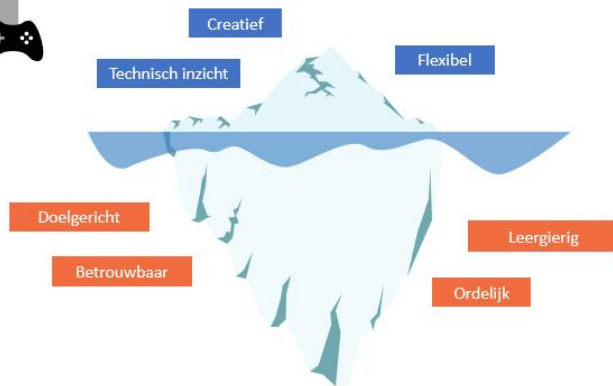 Creatief
Flexibel
Technisch inzicht
Doelgericht
Leergierig
Betrouwbaar
Ordelijk